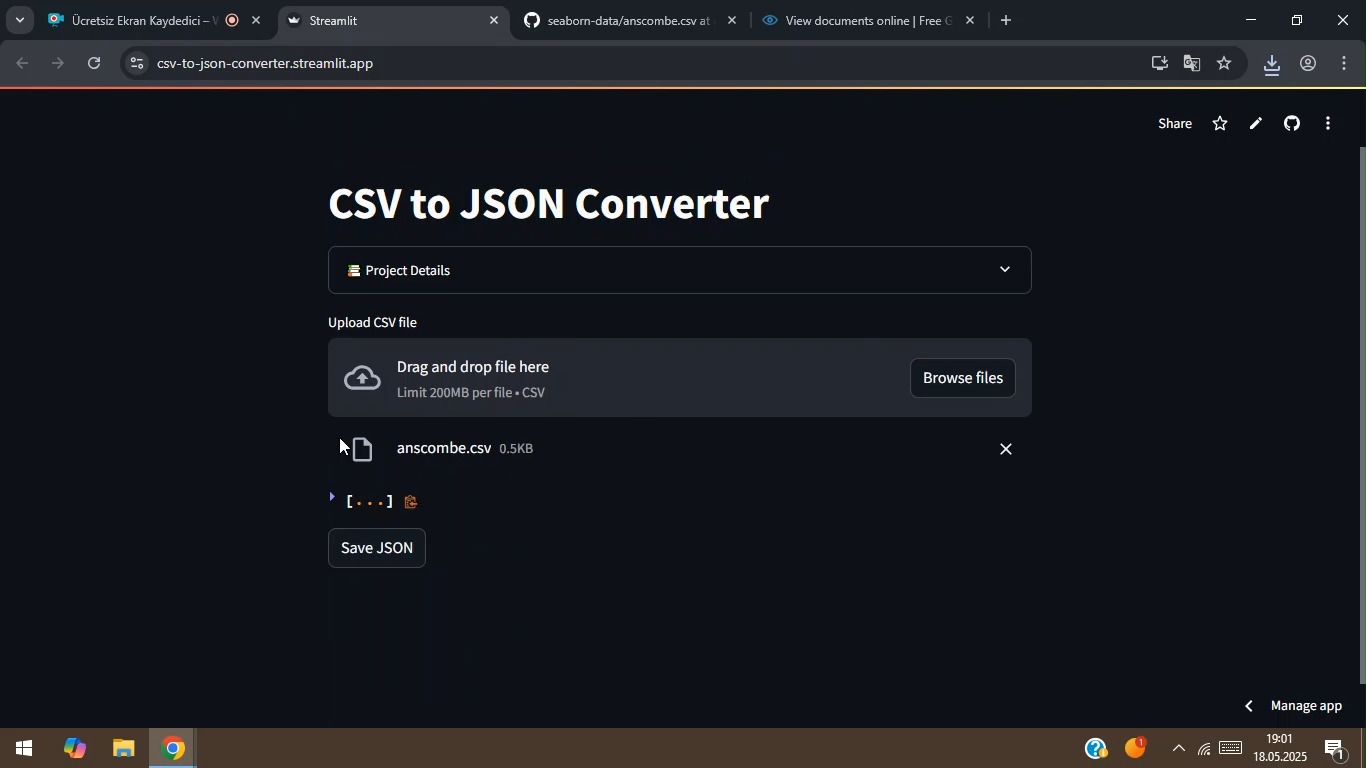 Ücretsiz Ekran Kaydedici –
Streamlit
seaborn-data/anscombe.csv at
View documents online | Free
csv-to-json-converter.streamlit.app
Share
CSV to JSON Converter
Project Details
Upload CSV file
Drag and drop file here
Limit 200MB per file • CSV
Browse files
anscombe.csv 0.5KB
[...]
Save JSON
Manage app
1
19:01
18.05.2025
1